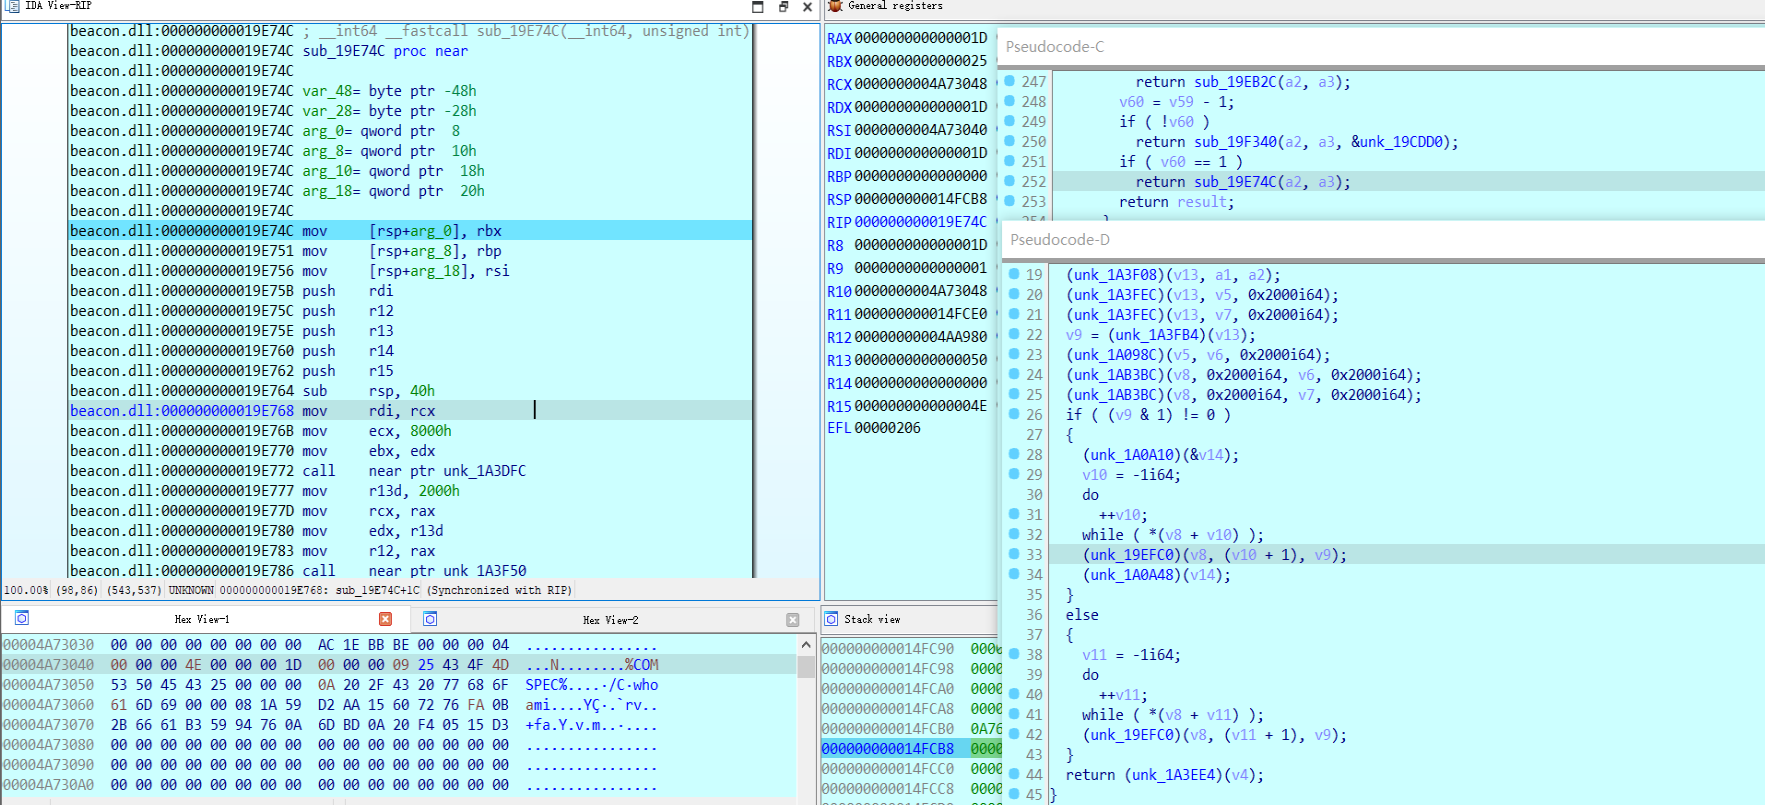 IDA View-RIP
beacon.dll:000000000019E74C ; __int64 __fastcall sub_19E74C(__int64, unsigned int)
beacon.dll:000000000019E74C sub_19E74C proc near
beacon.dll:000000000019E74C
beacon.dll:000000000019E74C var_48= byte ptr -48h
beacon.dll:000000000019E74C var_28= byte ptr -28h
beacon.dll:000000000019E74C arg_0= qword ptr  8
beacon.dll:000000000019E74C arg_8= qword ptr  10h
beacon.dll:000000000019E74C arg_10= qword ptr  18h
beacon.dll:000000000019E74C arg_18= qword ptr  20h
beacon.dll:000000000019E74C
beacon.dll:000000000019E74C mov     [rsp+arg_0], rbx
beacon.dll:000000000019E751 mov     [rsp+arg_8], rbp
beacon.dll:000000000019E756 mov     [rsp+arg_18], rsi
beacon.dll:000000000019E75B push    rdi
beacon.dll:000000000019E75C push    r12
beacon.dll:000000000019E75E push    r13
beacon.dll:000000000019E760 push    r14
beacon.dll:000000000019E762 push    r15
beacon.dll:000000000019E764 sub     rsp, 40h
beacon.dll:000000000019E768 mov     rdi, rcx
beacon.dll:000000000019E76B mov     ecx, 8000h
beacon.dll:000000000019E770 mov     ebx, edx
beacon.dll:000000000019E772 call    near ptr unk_1A3DFC
beacon.dll:000000000019E777 mov     r13d, 2000h
beacon.dll:000000000019E77D mov     rcx, rax
beacon.dll:000000000019E780 mov     edx, r13d
beacon.dll:000000000019E783 mov     r12, rax
beacon.dll:000000000019E786 call    near ptr unk_1A3F50
100.00% (98,86) (543,537) UNKNOWN 000000000019E768: sub_19E74C+1C (Synchronized with RIP)
General registers
RAX 000000000000001D
RBX 0000000000000025
RCX 0000000004A73048
RDX 000000000000001D
RSI 0000000004A73040
RDI 000000000000001D
RBP 0000000000000000
RSP 000000000014FCB8
RIP 000000000019E74C
R8 000000000000001D
R9 0000000000000001
R10 0000000004A73048
R11 000000000014FCE0
R12 0000000004AA980
R13 0000000000000050
R14 0000000000000000
R15 000000000000004E
EFL 00000206
Pseudocode-C
247 return sub_19EB2C(a2, a3);
248 v60 = v59 - 1;
249 if ( !v60 )
250 return sub_19F340(a2, a3, &unk_19CDD0);
251 if ( v60 == 1 )
252 return sub_19E74C(a2, a3);
253 return result;
Pseudocode-D
19 (unk_1A3F08)(v13, a1, a2);
20 (unk_1A3FEC)(v13, v5, 0x2000i64);
21 (unk_1A3FEC)(v13, v7, 0x2000i64);
22 v9 = (unk_1A3FB4)(v13);
23 (unk_1A098C)(v5, v6, 0x2000i64);
24 (unk_1AB3BC)(v8, 0x2000i64, v6, 0x2000i64);
25 (unk_1AB3BC)(v8, 0x2000i64, v7, 0x2000i64);
26 if ( (v9 & 1) != 0 )
27 {
28 (unk_1A0A10)(&v14);
29 v10 = -1i64;
30 do
31 ++v10;
32 while ( *(v8 + v10) );
33 (unk_19EFC0)(v8, (v10 + 1), v9);
34 (unk_1A0A48)(v14);
35 }
36 else
37 {
38 v11 = -1i64;
39 do
40 ++v11;
41 while ( *(v8 + v11) );
42 (unk_19EFC0)(v8, (v11 + 1), v9);
43 }
44 return (unk_1A3EE4)(v4);
45 }
Hex View-1
Hex View-2
00004A73030  00 00 00 00 00 00 00 00  AC 1E BB BE 00 00 00 04  ................
00004A73040  00 00 00 4E 00 00 00 1D  00 00 00 09 25 43 4F 4D  ...N........%COM
00004A73050  53 50 45 43 25 00 00 00  0A 20 2F 43 20 77 68 6F  SPEC%....·/C·who
00004A73060  61 6D 69 00 00 08 1A 59  D2 AA 15 60 72 76 FA 0B  ami....YÇ·.`rv..
00004A73070  2B 66 61 B3 59 94 76 0A  6D BD 0A 20 F4 05 15 D3  +fa.Y.v.m..·....
00004A73080  00 00 00 00 00 00 00 00  00 00 00 00 00 00 00 00  ................
00004A73090  00 00 00 00 00 00 00 00  00 00 00 00 00 00 00 00  ................
00004A730A0  00 00 00 00 00 00 00 00  00 00 00 00 00 00 00 00  ................
Stack view
000000000014FC90
000000000014FC98
000000000014FCA0
000000000014FCA8
000000000014FCB0  0A76
000000000014FCB8
000000000014FCC0
000000000014FCC8